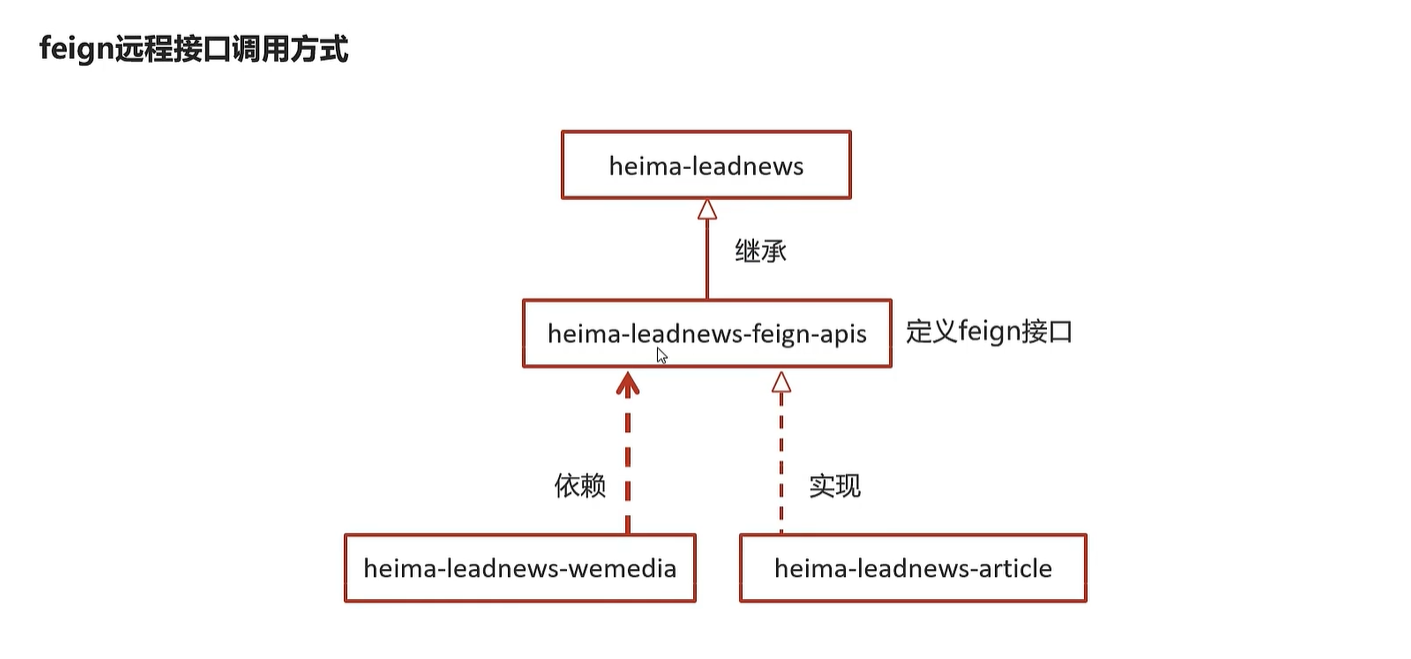 feign远程接口调用方式
heima-leadnews
继承
heima-leadnews-feign-apis
定义feign接口
依赖
实现
heima-leadnews-wemedia
heima-leadnews-article